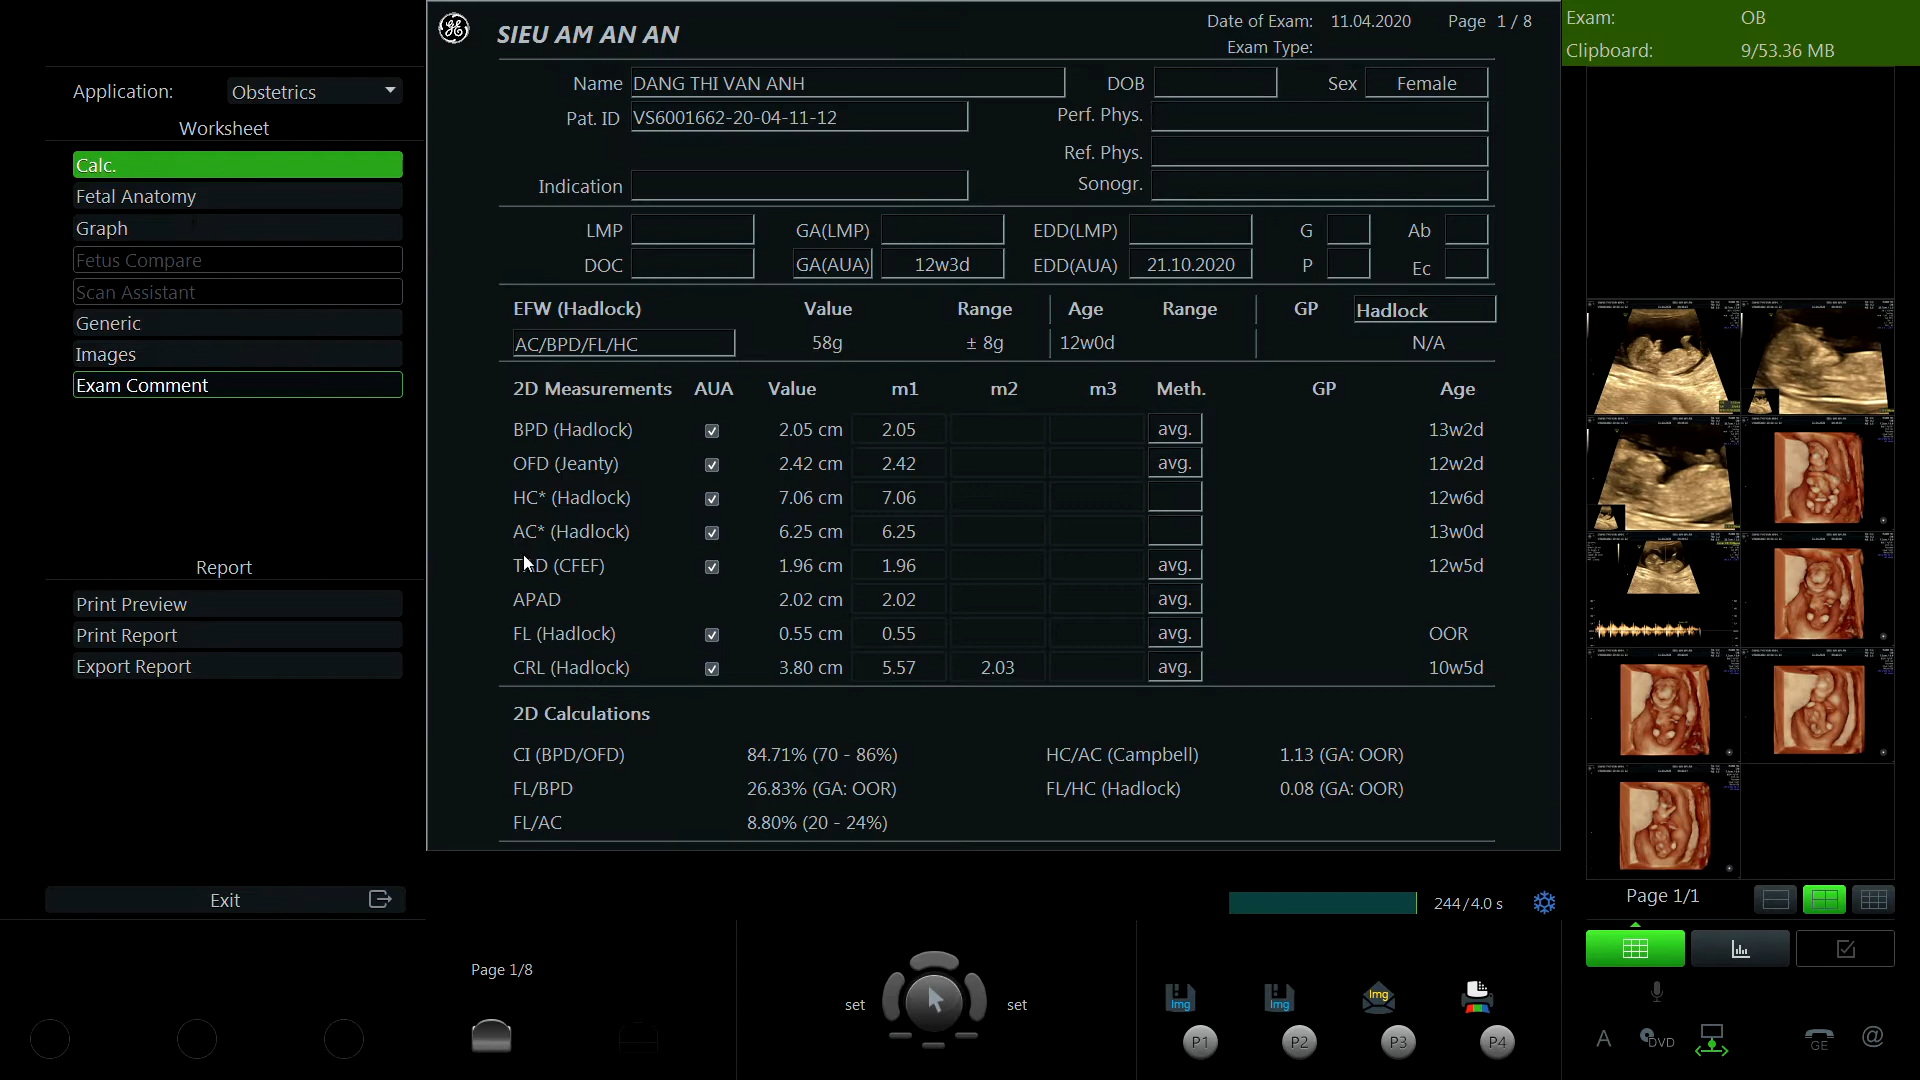 SIEU AM AN AN
Date of Exam: 11.04.2020 Page 1 / 8
Exam Type:
Exam: OB
Clipboard: 9/53.36 MB
Application: Obstetrics
Worksheet
Calc.
Fetal Anatomy
Graph
Fetus Compare
Scan Assistant
Generic
Images
Exam Comment
Report
Print Preview
Print Report
Export Report
Exit
Name DANG THI VAN ANH DOB Sex Female
Pat. ID VS6001662-20-04-11-12 Perf. Phys.
Ref. Phys.
Indication Sonogr.
LMP GA(LMP) EDD(LMP) G Ab
DOC GA(AUA) 12w3d EDD(AUA) 21.10.2020 P Ec
EFW (Hadlock) Value Range Age Range GP Hadlock
AC/BPD/FL/HC 58g ± 8g 12w0d N/A
2D Measurements AUA Value m1 m2 m3 Meth. GP Age
BPD (Hadlock) 2.05 cm 2.05 avg. 13w2d
OFD (Jeanty) 2.42 cm 2.42 avg. 12w2d
HC* (Hadlock) 7.06 cm 7.06 12w6d
AC* (Hadlock) 6.25 cm 6.25 13w0d
TAD (CFEF) 1.96 cm 1.96 avg. 12w5d
APAD 2.02 cm 2.02 avg.
FL (Hadlock) 0.55 cm 0.55 avg. OOR
CRL (Hadlock) 3.80 cm 5.57 2.03 avg. 10w5d
2D Calculations
CI (BPD/OFD) 84.71% (70 - 86%) HC/AC (Campbell) 1.13 (GA: OOR)
FL/BPD 26.83% (GA: OOR) FL/HC (Hadlock) 0.08 (GA: OOR)
FL/AC 8.80% (20 - 24%)
244/4.0 s
Page 1/1
Page 1/8
set set
Img Img Img
P1 P2 P3 P4
A DVD GE @